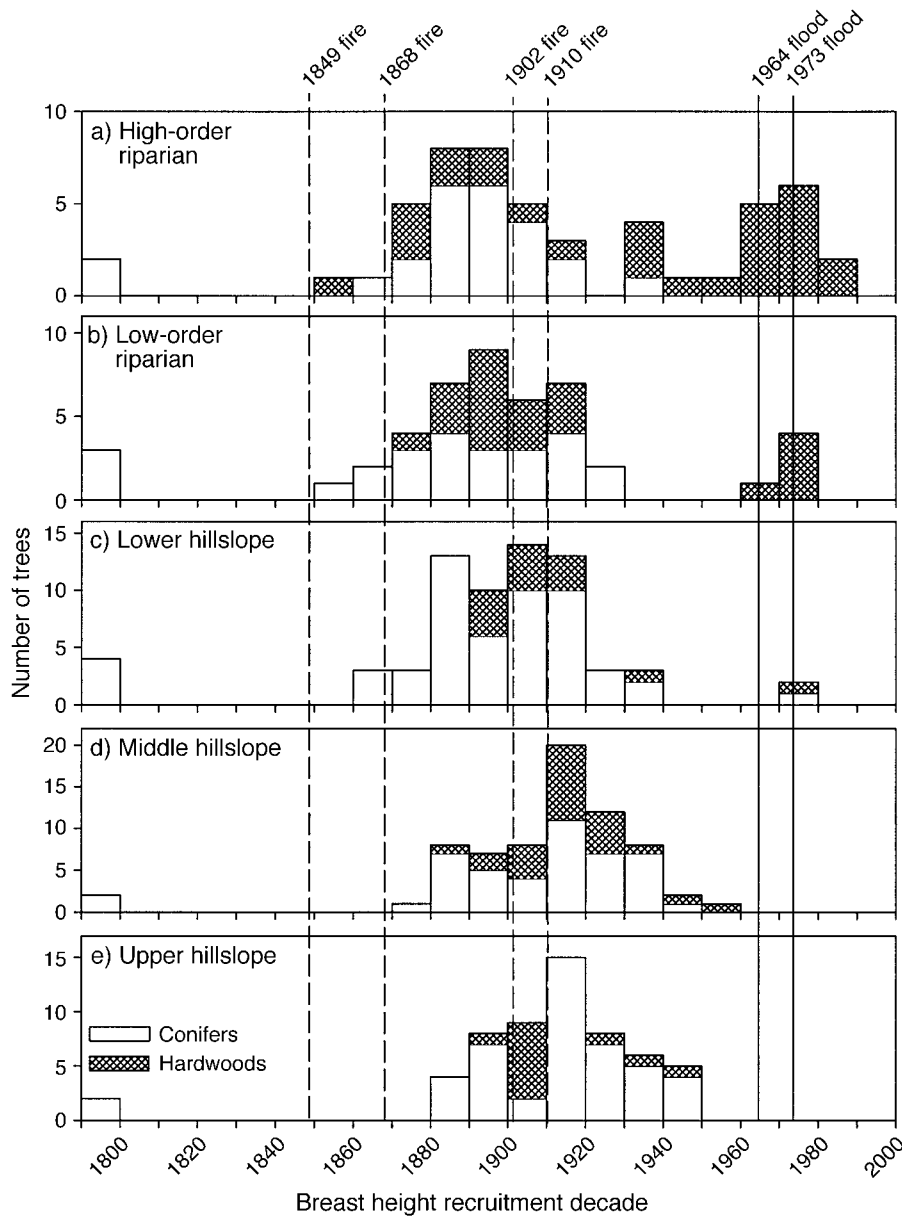 1849 fire
1868 fire
1902 fire
1910 fire
1964 flood
1973 flood
10
a) High-order
riparian
5
0
10
b) Low-order
riparian
5
0
15
c) Lower hillslope
10
5
0
Number of trees
20
d) Middle hillslope
15
10
5
0
15
e) Upper hillslope
10
Conifers
Hardwoods
5
0
1800
1820
1840
1860
1880
1900
1920
1940
1960
1980
2000
Breast height recruitment decade